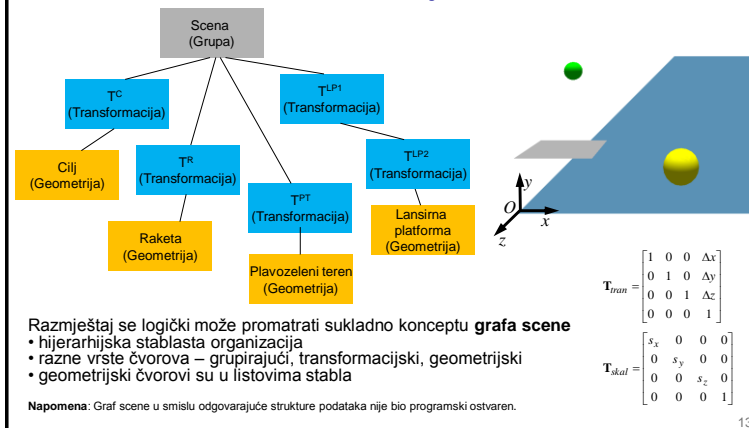 Scena
(Grupa)
T^C
(Transformacija)
T^LP1
(Transformacija)
Cilj
(Geometrija)
T^R
(Transformacija)
T^LP2
(Transformacija)
T^PT
(Transformacija)
Raketa
(Geometrija)
Lansirna
platforma
(Geometrija)
Plavozeleni teren
(Geometrija)
y
O
x
z
T_tran = [1 0 0 Δx
0 1 0 Δy
0 0 1 Δz
0 0 0 1]
T_skal = [s_x 0 0 0
0 s_y 0 0
0 0 s_z 0
0 0 0 1]
Razmještaj se logički može promatrati sukladno konceptu grafa scene
• hijerarhijska stablasta organizacija
• razne vrste čvorova – grupirajući, transformacijski, geometrijski
• geometrijski čvorovi su u listovima stabla
Napomena: Graf scene u smislu odgovarajuće strukture podataka nije bio programski ostvaren.
13